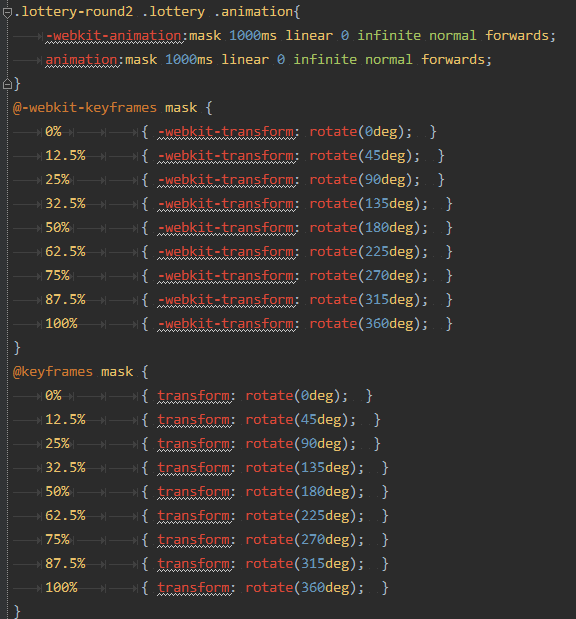 .lottery-round2 .lottery .animation{
-webkit-animation:mask 1000ms linear 0 infinite normal forwards;
animation:mask 1000ms linear 0 infinite normal forwards;
}
@-webkit-keyframes mask {
0% { -webkit-transform: rotate(0deg); }
12.5% { -webkit-transform: rotate(45deg); }
25% { -webkit-transform: rotate(90deg); }
32.5% { -webkit-transform: rotate(135deg); }
50% { -webkit-transform: rotate(180deg); }
62.5% { -webkit-transform: rotate(225deg); }
75% { -webkit-transform: rotate(270deg); }
87.5% { -webkit-transform: rotate(315deg); }
100% { -webkit-transform: rotate(360deg); }
}
@keyframes mask {
0% { transform: rotate(0deg); }
12.5% { transform: rotate(45deg); }
25% { transform: rotate(90deg); }
32.5% { transform: rotate(135deg); }
50% { transform: rotate(180deg); }
62.5% { transform: rotate(225deg); }
75% { transform: rotate(270deg); }
87.5% { transform: rotate(315deg); }
100% { transform: rotate(360deg); }
}